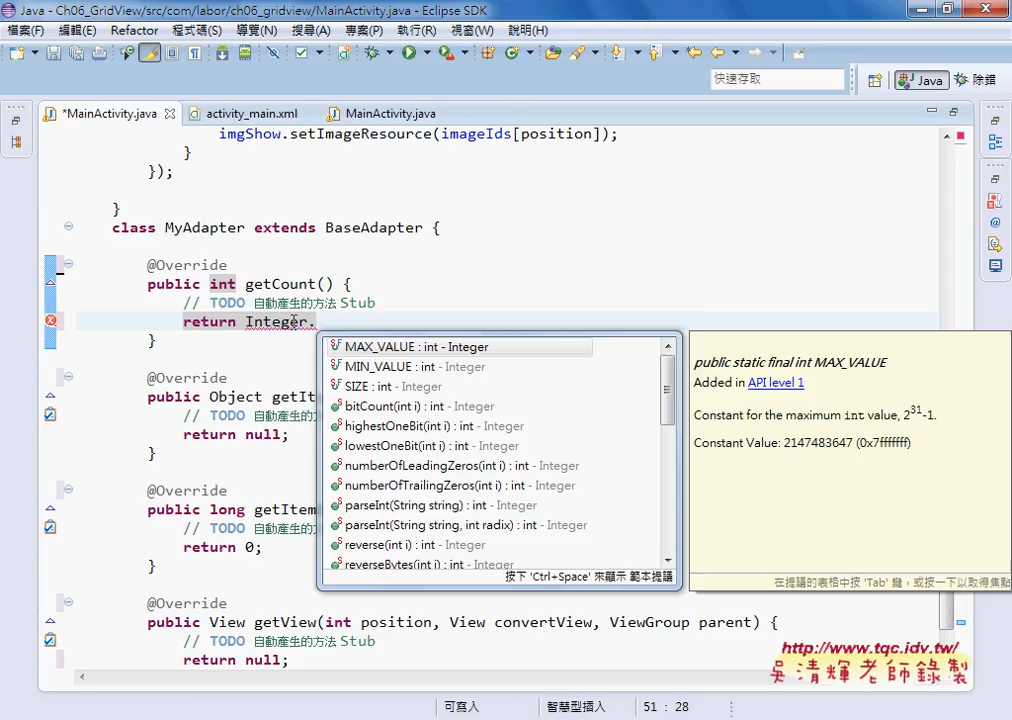 Java - Ch06_GridView/src/com/labor/ch06_gridview/MainActivity.java - Eclipse SDK
檔案(F) 編輯(E) Refactor 程式碼(S) 導覽(N) 搜尋(A) 專案(P) 執行(R) 視窗(W) 說明(H)
快速存取
Java 除錯
*MainActivity.java activity_main.xml MainActivity.java
imgShow.setImageResource(imageIds[position]);
}
});
}
class MyAdapter extends BaseAdapter {
@Override
public int getCount() {
// TODO 自動產生的方法 Stub
return Integer.
}
@Override
public Object getIte
// TODO 自動產生的方
return null;
}
@Override
public long getItem
// TODO 自動產生的方
return 0;
}
@Override
public View getView(int position, View convertView, ViewGroup parent) {
// TODO 自動產生的方法 Stub
return null;
MAX_VALUE : int - Integer
MIN_VALUE : int - Integer
SIZE : int - Integer
bitCount(int i) : int - Integer
highestOneBit(int i) : int - Integer
lowestOneBit(int i) : int - Integer
numberOfLeadingZeros(int i) : int - Integer
numberOfTrailingZeros(int i) : int - Integer
parseInt(String string) : int - Integer
parseInt(String string, int radix) : int - Integer
reverse(int i) : int - Integer
reverseBytes(int i) : int - Integer
按下 'Ctrl+Space' 來顯示 範本提議
public static final int MAX_VALUE
Added in API level 1
Constant for the maximum int value, 2^31-1.
Constant Value: 2147483647 (0x7fffffff)
在提議的表格中按 'Tab' 鍵，或按一下以取得焦點
http://www.tqc.idv.tw/
吳清輝老師錄製
可寫入 智慧型插入 51 : 28